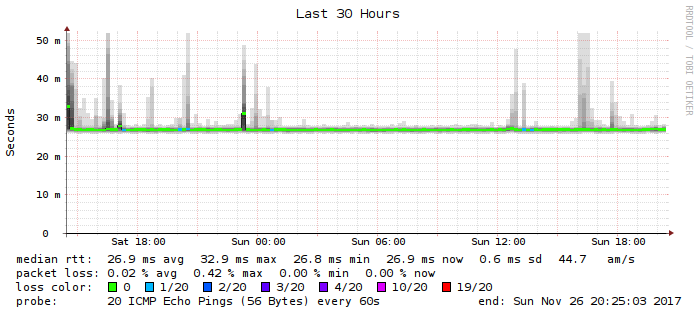 Last 30 Hours
RRDTOOL / TOBI OETIKER
Seconds
50 m
40 m
30 m
20 m
10 m
0
Sat 18:00 Sun 00:00 Sun 06:00 Sun 12:00 Sun 18:00
median rtt: 26.9 ms avg 32.9 ms max 26.8 ms min 26.9 ms now 0.6 ms sd 44.7 am/s
packet loss: 0.02 % avg 0.42 % max 0.00 % min 0.00 % now
loss color: 0 1/20 2/20 3/20 4/20 10/20 19/20
probe: 20 ICMP Echo Pings (56 Bytes) every 60s end: Sun Nov 26 20:25:03 2017